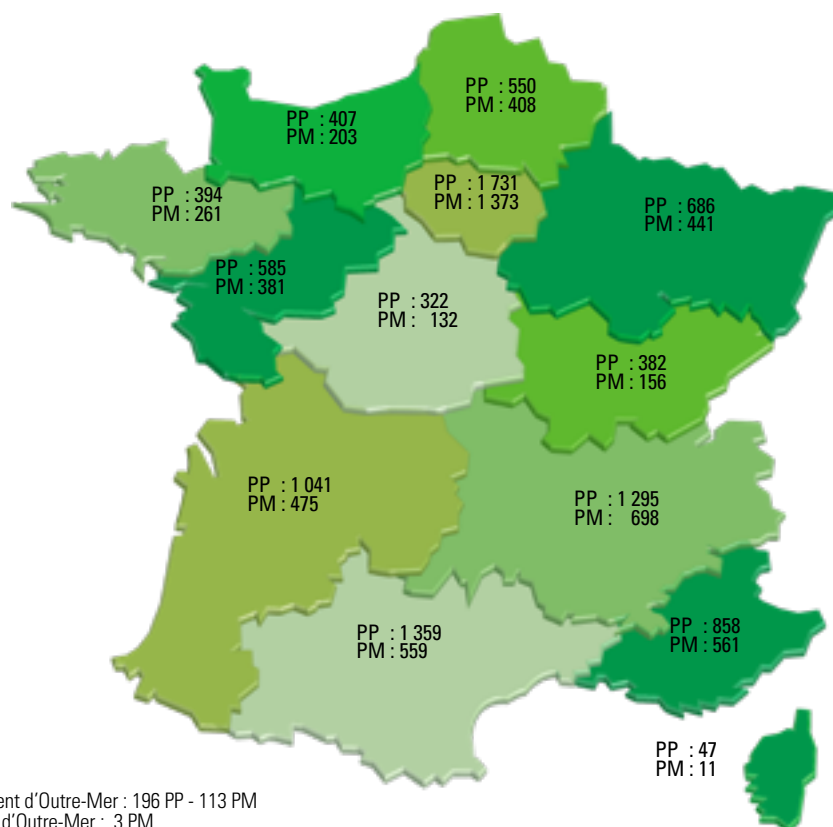 PP : 550
PM : 408
PP : 407
PM : 203
PP : 1 731
PM : 1 373
PP : 394
PM : 261
PP : 686
PM : 441
PP : 585
PM : 381
PP : 322
PM : 132
PP : 382
PM : 156
PP : 1 041
PM : 475
PP : 1 295
PM : 698
PP : 858
PM : 561
PP : 1 359
PM : 559
PP : 47
PM : 11
ent d'Outre-Mer : 196 PP - 113 PM
d'Outre-Mer : 3 PM